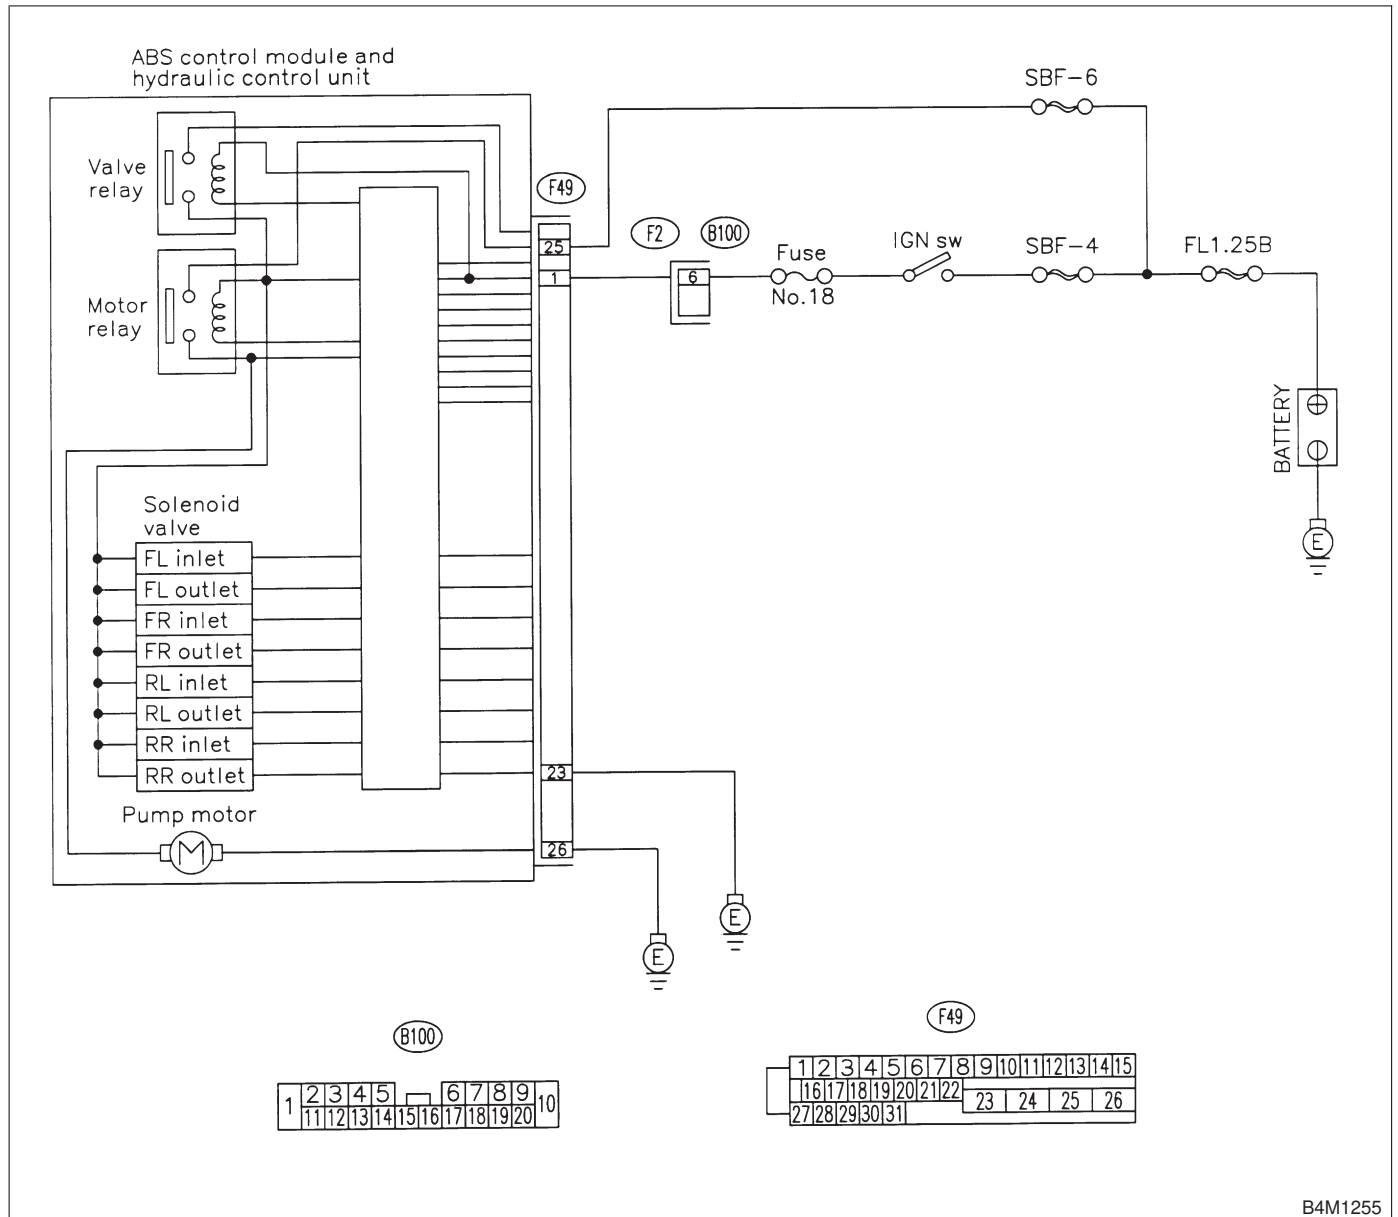 ABS control module and
hydraulic control unit
SBF-6
Valve
relay
F49
25
F2
B100
Fuse
IGN sw
SBF-4
FL1.25B
1
6
No.18
Motor
relay
BATTERY
E
Solenoid
valve
FL inlet
FL outlet
FR inlet
FR outlet
RL inlet
RL outlet
RR inlet
RR outlet
23
Pump motor
M
26
E
E
B100
F49
1 2 3 4 5 6 7 8 9 10
11 12 13 14 15 16 17 18 19 20
1 2 3 4 5 6 7 8 9 10 11 12 13 14 15
16 17 18 19 20 21 22
23 24 25 26
27 28 29 30 31
B4M1255